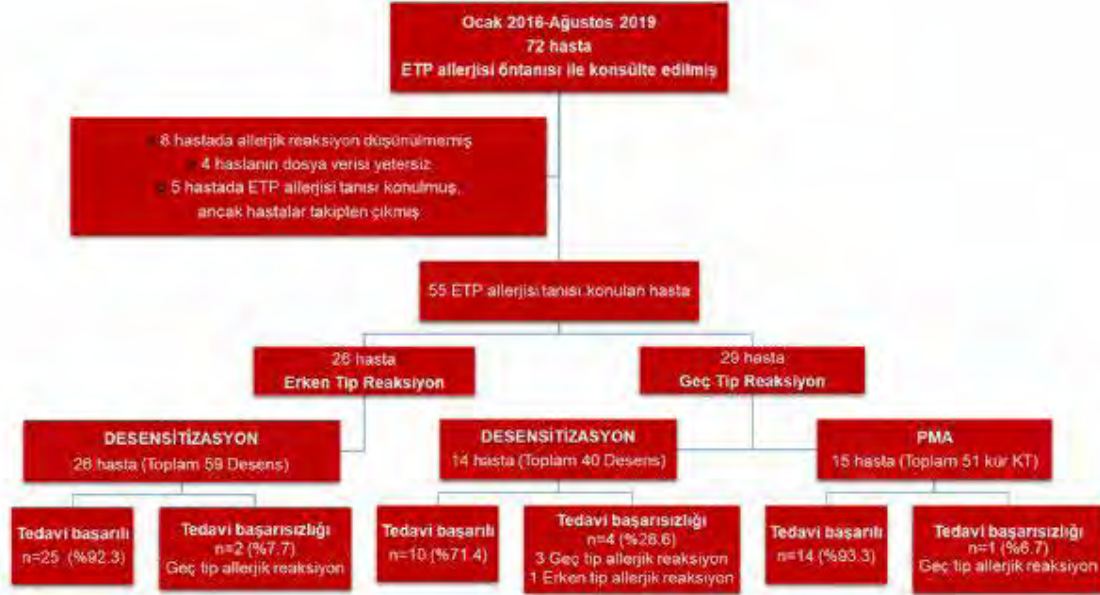 Ocak 2016-Ağustos 2019
72 hasta
ETP allerjisi öntanısı ile konsülte edilmiş
8 hastada allerjik reaksiyon düşünülmemiş
4 hastanın dosya verisi yetersiz
5 hastada ETP allerjisi tanısı konulmuş,
ancak hastalar takipten çıkmış
55 ETP allerjisi tanısı konulan hasta
26 hasta
Erken Tip Reaksiyon
29 hasta
Geç Tip Reaksiyon
DESENSİTİZASYON
26 hasta (Toplam 59 Desens)
DESENSİTİZASYON
14 hasta (Toplam 40 Desens)
PMA
15 hasta (Toplam 51 kür KT)
Tedavi başarılı
n=25 (%92.3)
Tedavi başarısızlığı
n=2 (%7.7)
Geç tip allerjik reaksiyon
Tedavi başarılı
n=10 (%71.4)
Tedavi başarısızlığı
n=4 (%28.6)
3 Geç tip allerjik reaksiyon
1 Erken tip allerjik reaksiyon
Tedavi başarılı
n=14 (%93.3)
Tedavi başarısızlığı
n=1 (%6.7)
Geç tip allerjik reaksiyon